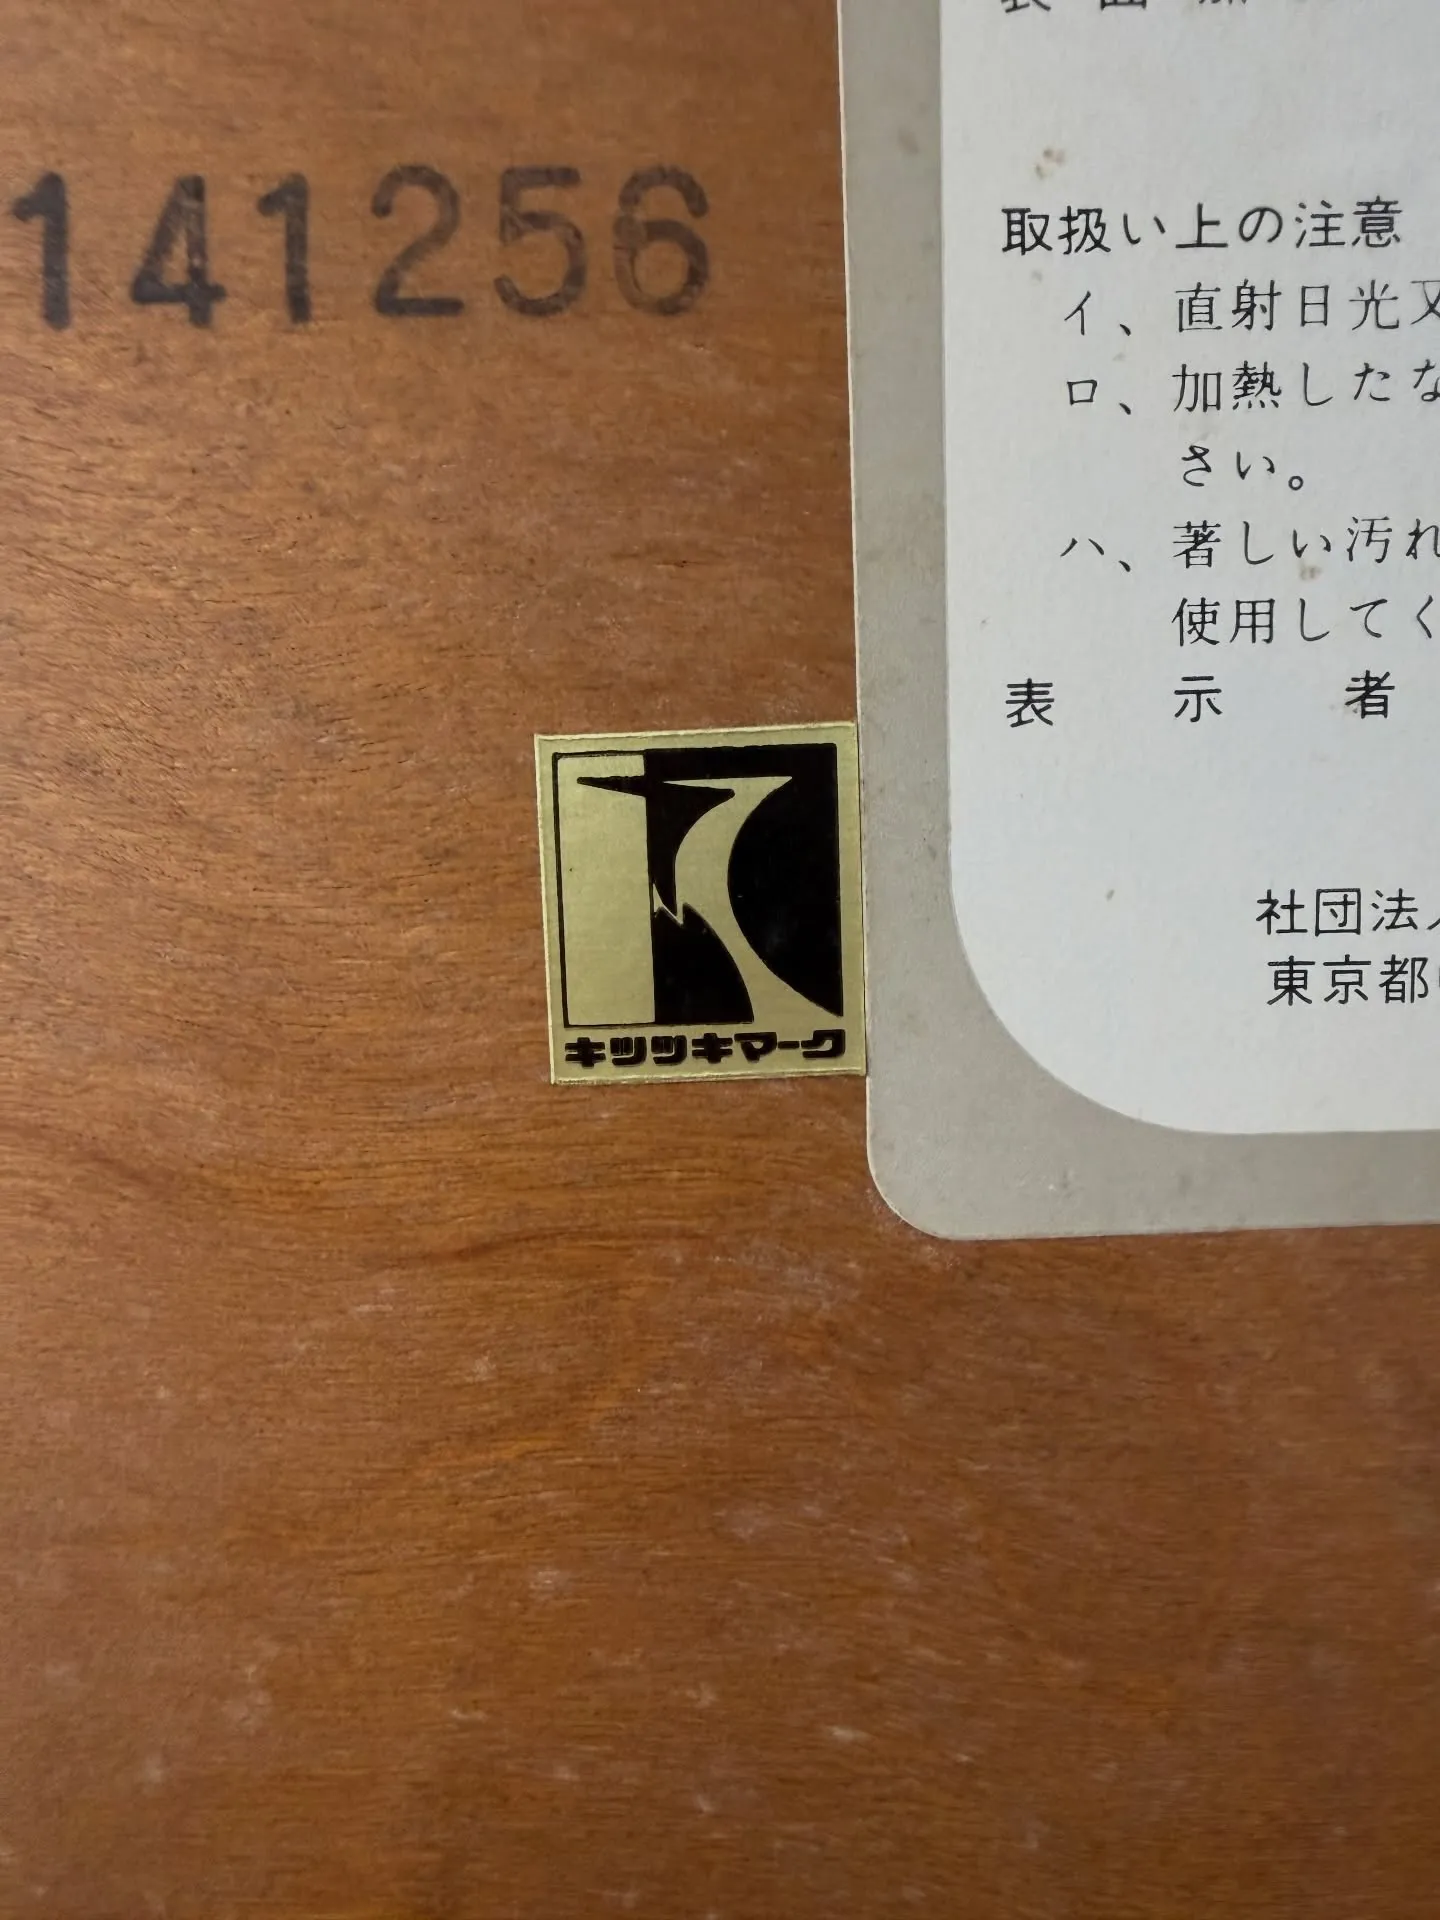 141256
取扱い上の注意
イ、直射日光又
ロ、加熱したな
さい。
ハ、著しい汚れ
使用してく
表示者
社団法人
東京都
キツツキマーク